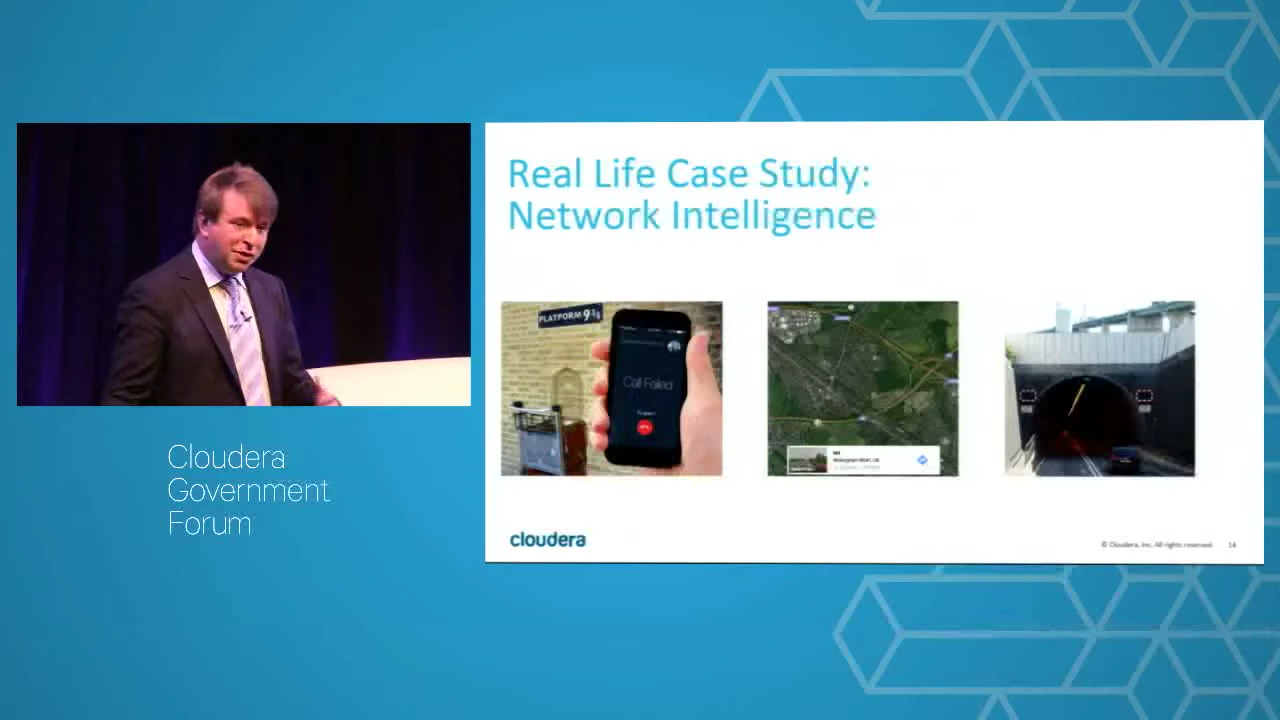 Real Life Case Study:
Network Intelligence
PLATFORM 9¾
Call Failed
cloudera
© Cloudera, Inc. All rights reserved. 14
Cloudera
Government
Forum